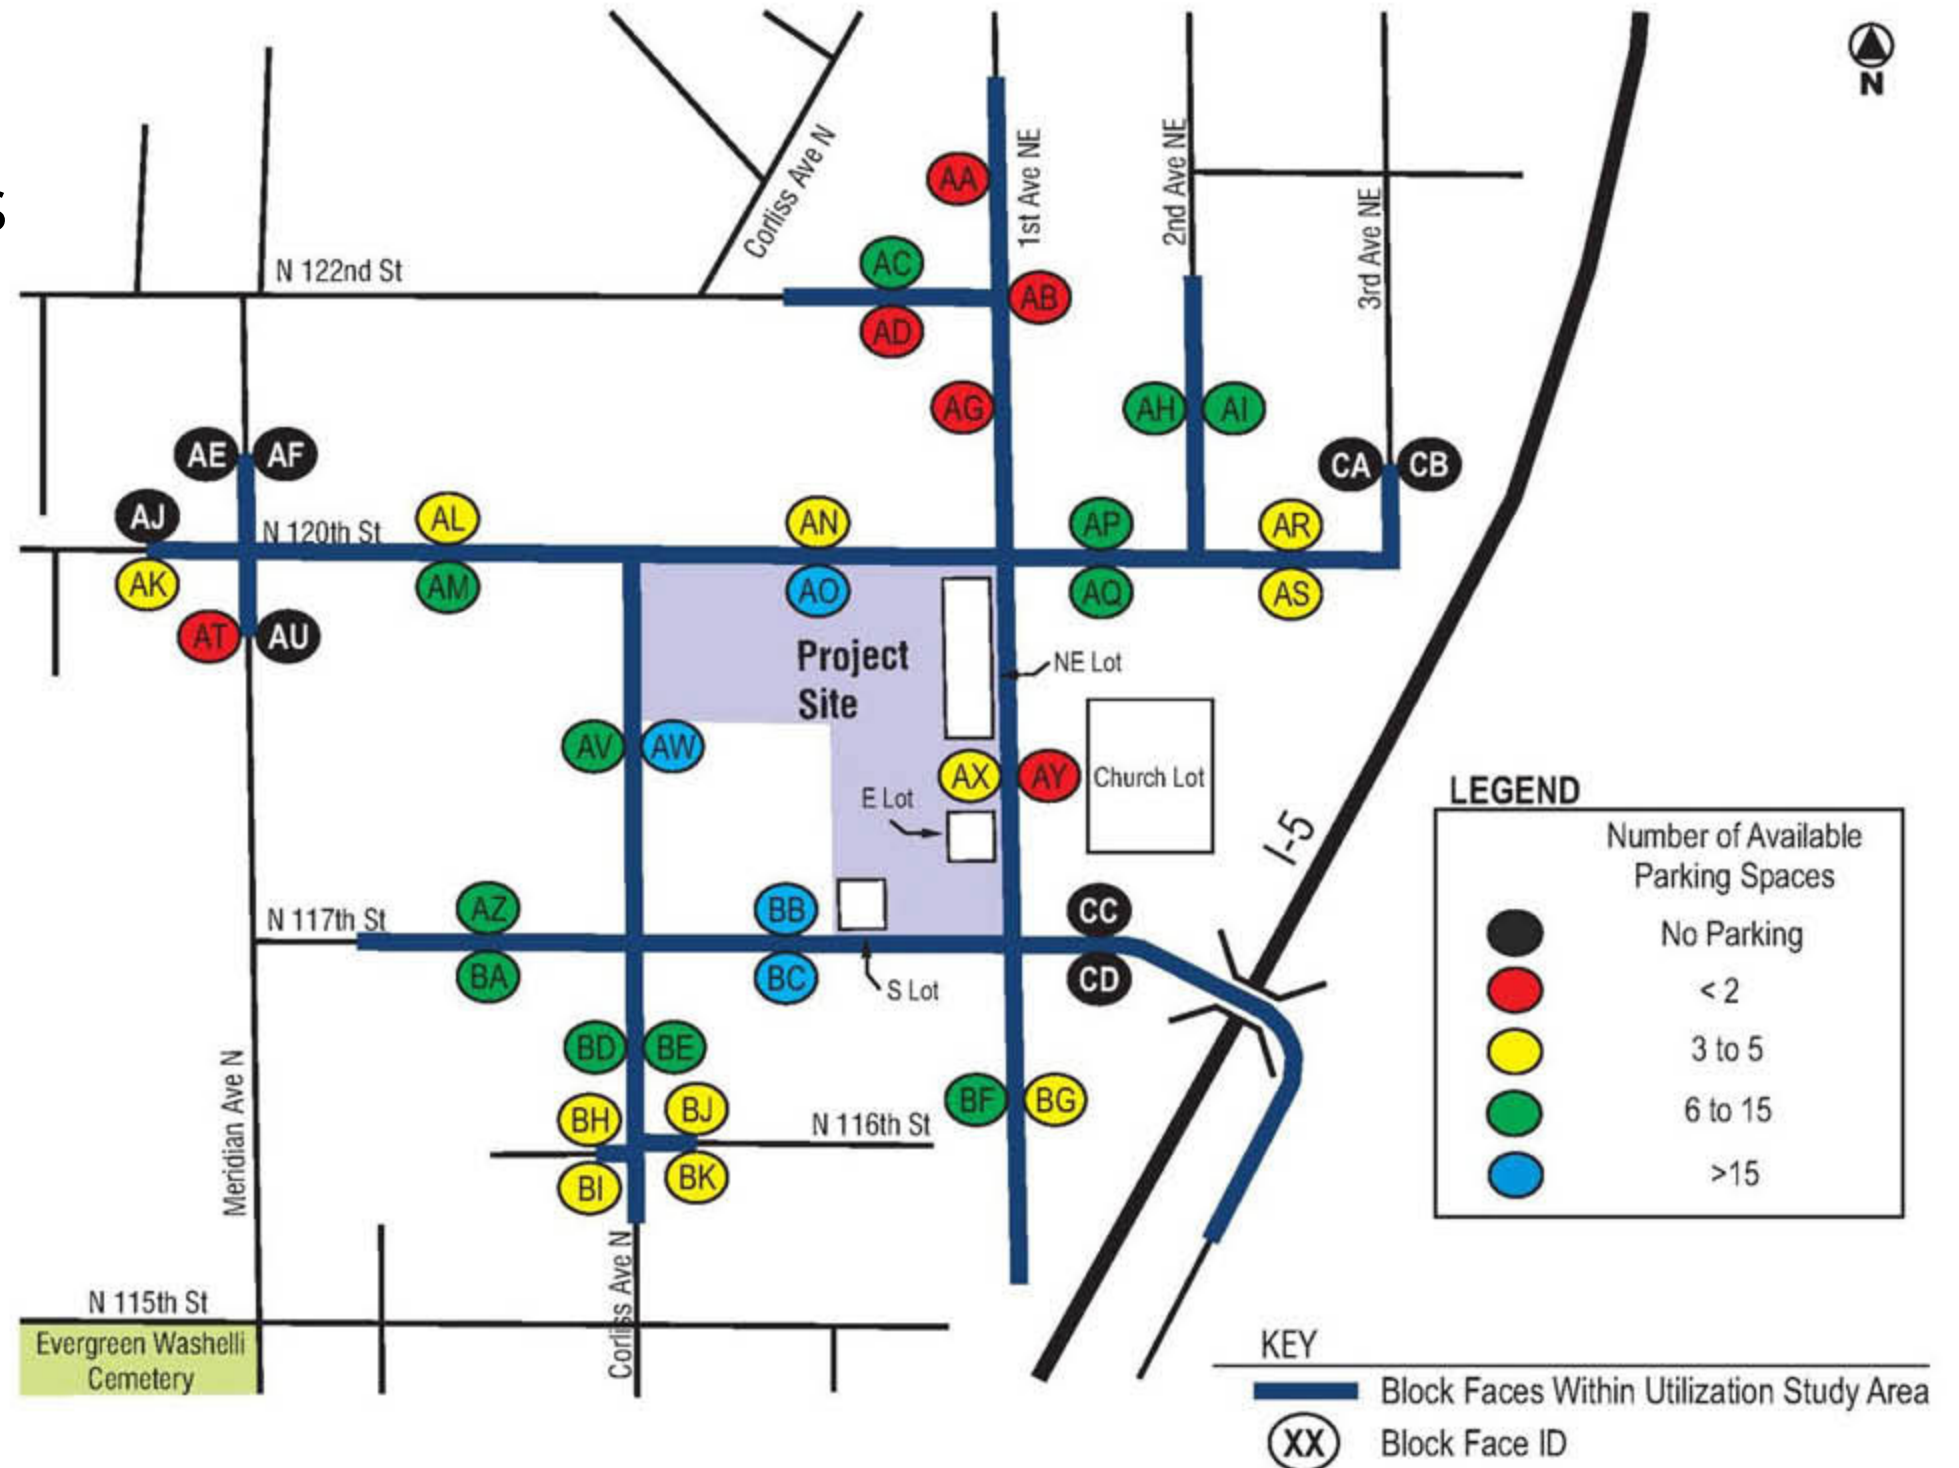 S
N
Corliss Ave N
1st Ave NE
2nd Ave NE
3rd Ave NE
AA
AC
N 122nd St
AB
AD
AG
AH
AI
AE
AF
CA
CB
AJ
N 120th St
AL
AN
AP
AR
AK
AM
AO
AQ
AS
AT
AU
Project
Site
NE Lot
AV
AW
AX
AY
Church Lot
E Lot
I-5
LEGEND
Number of Available
Parking Spaces
No Parking
< 2
3 to 5
6 to 15
>15
N 117th St
AZ
BB
CC
BA
BC
S Lot
CD
BD
BE
BF
BG
BH
BJ
N 116th St
BI
BK
Meridian Ave N
Corliss Ave N
N 115th St
Evergreen Washelli
Cemetery
KEY
Block Faces Within Utilization Study Area
XX
Block Face ID